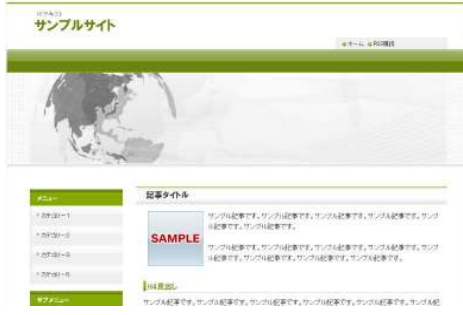 サンプルサイト
ホーム RSS購読
メニュー
記事タイトル
カテゴリー1
サンプル記事です。サンプル記事です。サンプル記事です。サンプル記事です。サンプ
ル記事です。サンプル記事です。
カテゴリー2
SAMPLE
サンプル記事です。サンプル記事です。サンプル記事です。サンプル記事です。サンプ
ル記事です。サンプル記事です。サンプル記事です。サンプル記事です。
カテゴリー3
H4見出し
サブメニュー
サンプル記事です。サンプル記事です。サンプル記事です。サンプル記事です。サンプル記事です。サンプル記